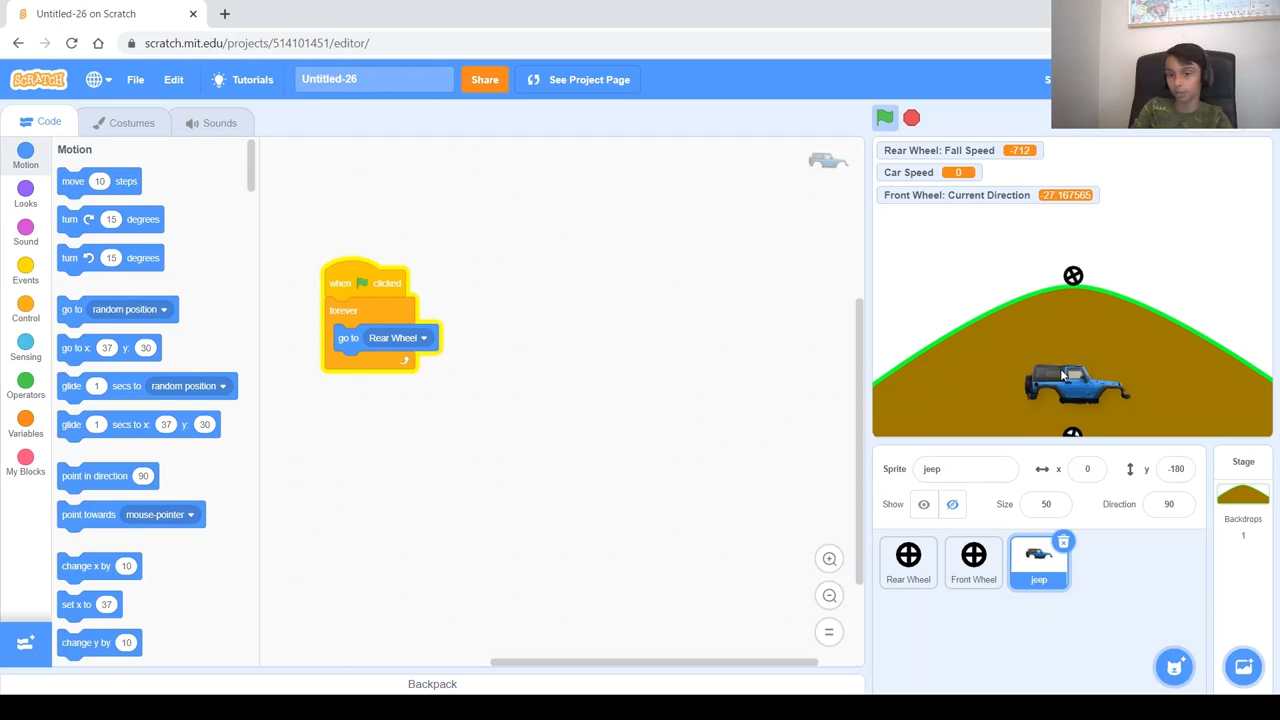 Untitled-26 on Scratch
scratch.mit.edu/projects/514101451/editor/
SCRATCH
File
Edit
Tutorials
Untitled-26
Share
See Project Page
S
Code
Costumes
Sounds
Motion
Looks
Sound
Events
Control
Sensing
Operators
Variables
My Blocks
Motion
move 10 steps
turn 15 degrees
turn 15 degrees
go to random position
go to x: 37 y: 30
glide 1 secs to random position
glide 1 secs to x: 37 y: 30
point in direction 90
point towards mouse-pointer
change x by 10
set x to 37
change y by 10
when clicked
forever
go to Rear Wheel
Backpack
Rear Wheel: Fall Speed -712
Car Speed 0
Front Wheel: Current Direction -27.167565
Sprite jeep x 0 y -180
Show Size 50 Direction 90
Rear Wheel
Front Wheel
jeep
Stage
Backdrops
1